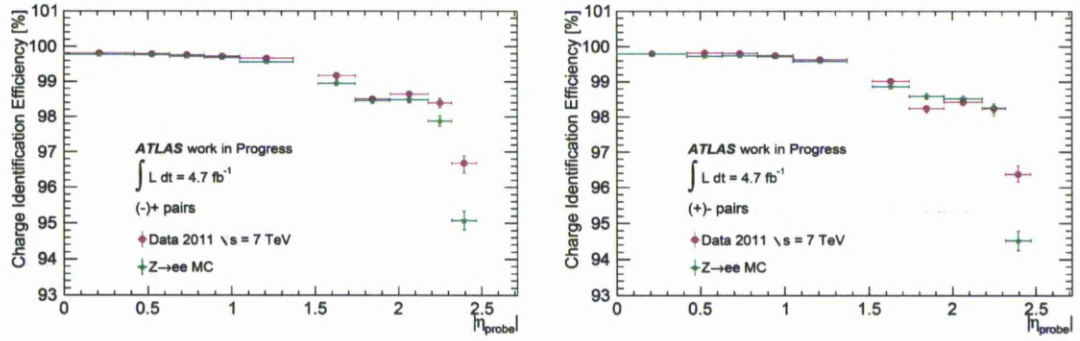 Charge Identification Efficiency [%]
101
100
99
98
97
96
95
94
93
ATLAS work in Progress
∫ L dt = 4.7 fb⁻¹
(-)+ pairs
Data 2011 \s = 7 TeV
Z→ee MC
0 0.5 1 1.5 2 2.5
|η_probe|
Charge Identification Efficiency [%]
101
100
99
98
97
96
95
94
93
ATLAS work in Progress
∫ L dt = 4.7 fb⁻¹
(+)- pairs
Data 2011 \s = 7 TeV
Z→ee MC
0 0.5 1 1.5 2 2.5
|η_probe|